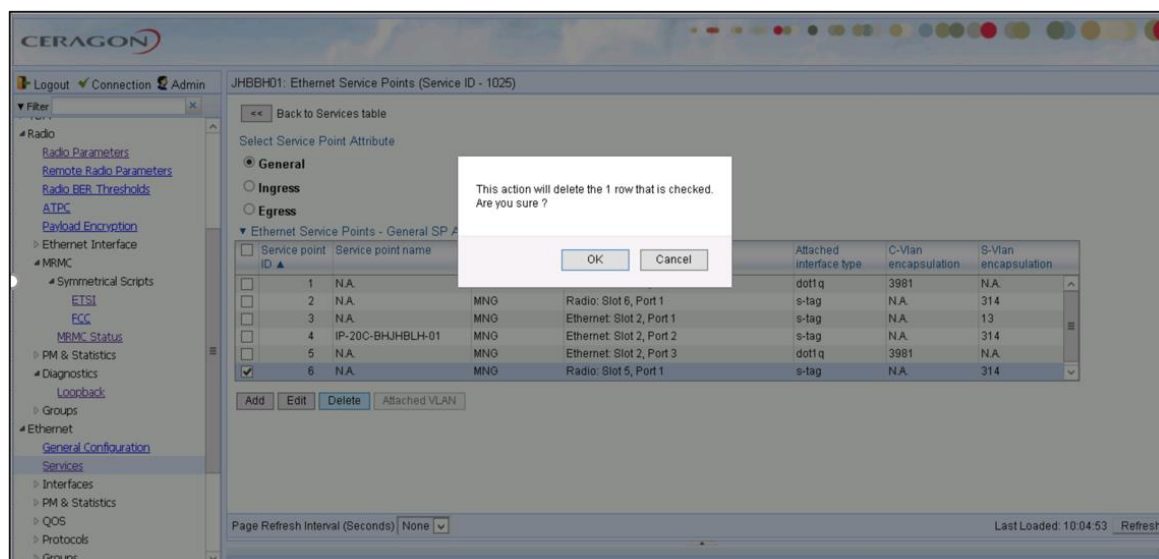 CERAGON
Logout Connection Admin
Filter
Radio
Radio Parameters
Remote Radio Parameters
Radio BER Thresholds
ATPC
Payload Encryption
Ethernet Interface
MRMC
Symmetrical Scripts
ETSI
FCC
MRMC Status
PM & Statistics
Diagnostics
Loopback
Groups
Ethernet
General Configuration
Services
Interfaces
PM & Statistics
QOS
Protocols
Groups
JHBBH01: Ethernet Service Points (Service ID - 1025)
<< Back to Services table
Select Service Point Attribute
General
Ingress
Egress
Ethernet Service Points - General SP
This action will delete the 1 row that is checked.
Are you sure ?
OK Cancel
Service point Service point name Attached C-Vlan S-Vlan
ID interface type encapsulation encapsulation
1 N.A. dot1q 3981 N.A.
2 N.A. MNG Radio: Slot 6, Port 1 s-tag N.A. 314
3 N.A. MNG Ethernet: Slot 2, Port 1 s-tag N.A. 13
4 IP-20C-BHJHBLH-01 MNG Ethernet: Slot 2, Port 2 s-tag N.A. 314
5 N.A. MNG Ethernet: Slot 2, Port 3 dot1q 3981 N.A.
6 N.A. MNG Radio: Slot 5, Port 1 s-tag N.A. 314
Add Edit Delete Attached VLAN
Page Refresh Interval (Seconds) None Last Loaded: 10:04:53 Refresh